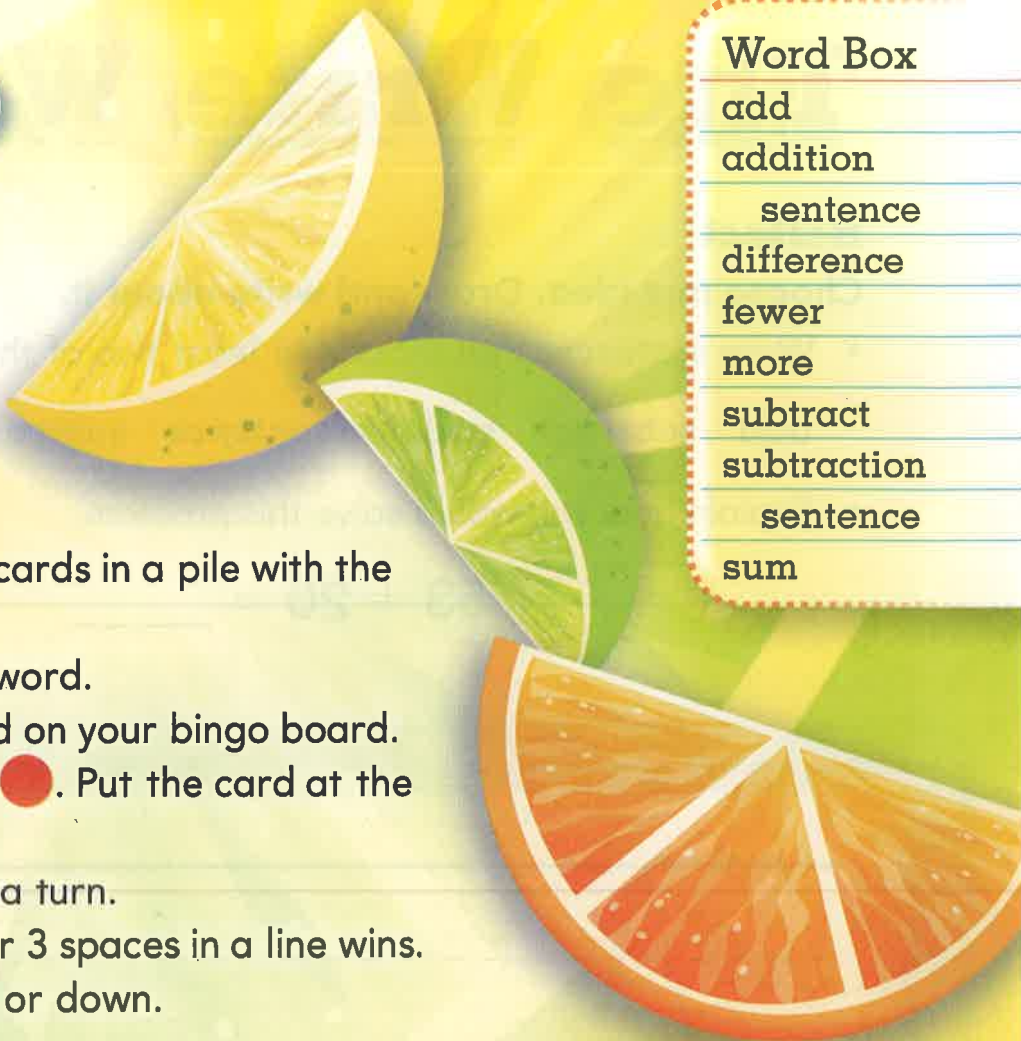 Word Box
add
addition
sentence
difference
fewer
more
subtract
subtraction
sentence
sum
cards in a pile with the
word.
on your bingo board.
. Put the card at the
a turn.
3 spaces in a line wins.
or down.